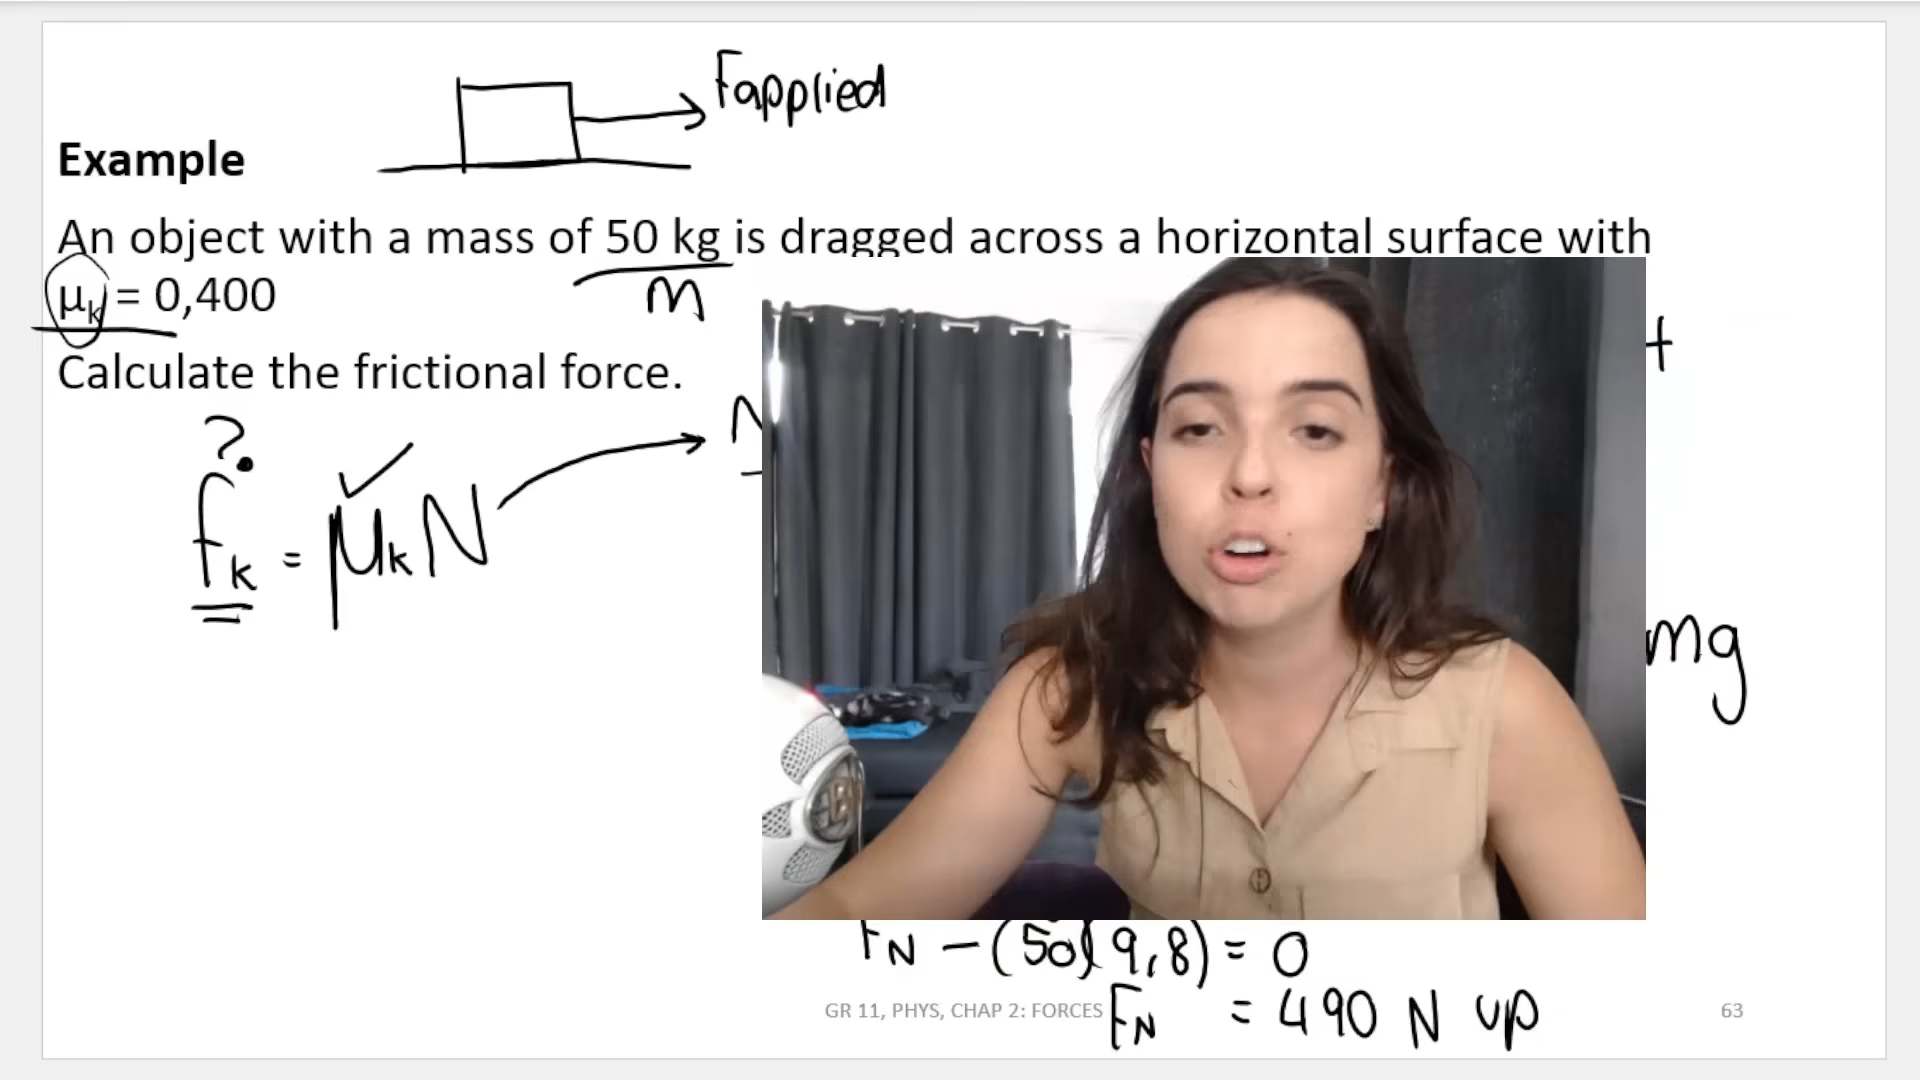 Fapplied
Example
An object with a mass of 50 kg is dragged across a horizontal surface with
μk = 0,400
m
Calculate the frictional force.
?
fk = μkN
N
mg
FN - (50)(9,8) = 0
FN = 490 N up
GR 11, PHYS, CHAP 2: FORCES
63